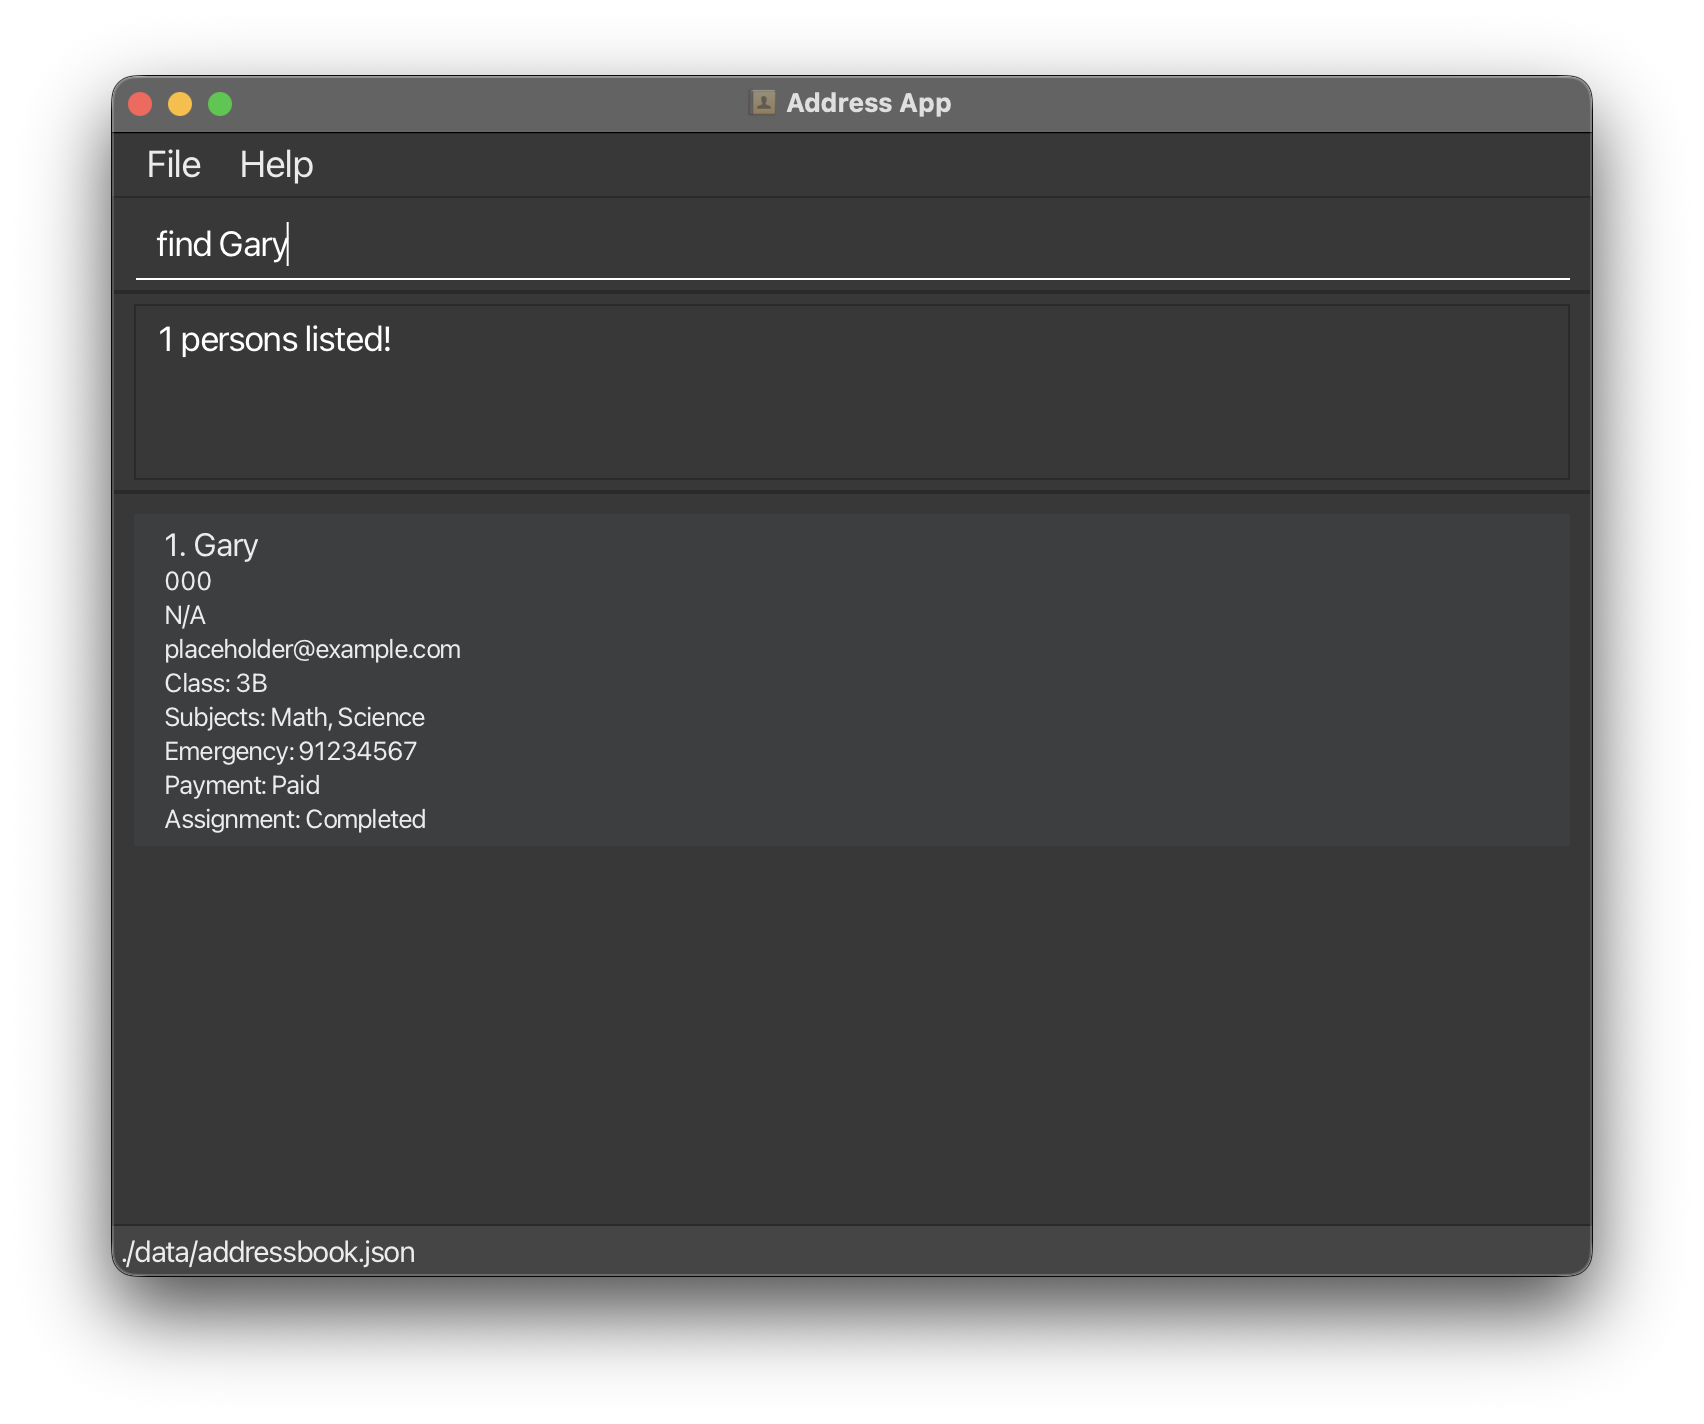 Address App
File Help
find Gary
1 persons listed!
1. Gary
000
N/A
placeholder@example.com
Class: 3B
Subjects: Math, Science
Emergency: 91234567
Payment: Paid
Assignment: Completed
./data/addressbook.json